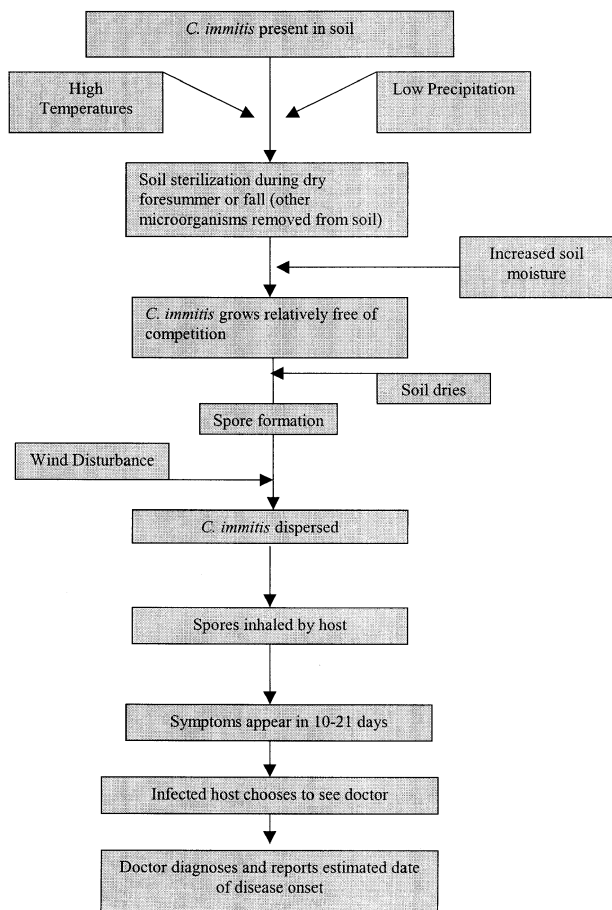 C. immitis present in soil
High
Temperatures
Low Precipitation
Soil sterilization during dry
foresummer or fall (other
microorganisms removed from soil)
Increased soil
moisture
C. immitis grows relatively free of
competition
Soil dries
Spore formation
Wind Disturbance
C. immitis dispersed
Spores inhaled by host
Symptoms appear in 10-21 days
Infected host chooses to see doctor
Doctor diagnoses and reports estimated date
of disease onset